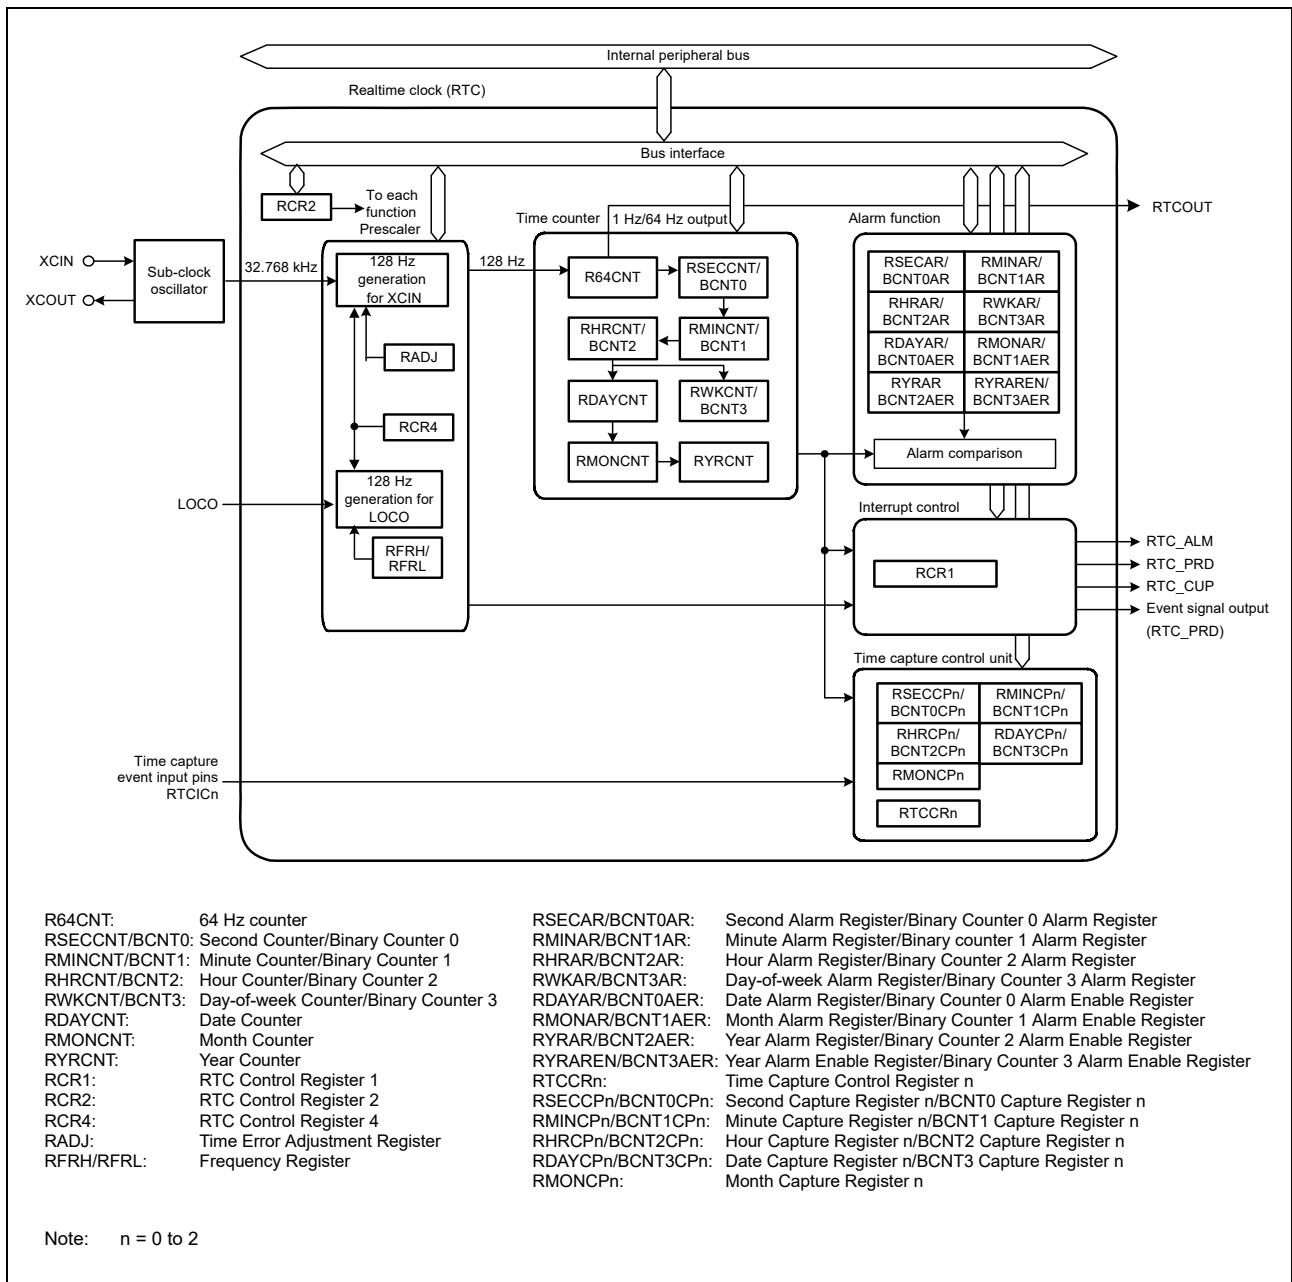 Internal peripheral bus
Realtime clock (RTC)
Bus interface
RCR2
To each
function
Prescaler
Time counter
1 Hz/64 Hz output
Alarm function
RTCOUT
XCIN
XCOUT
Sub-clock
oscillator
32.768 kHz
128 Hz
generation
for XCIN
128 Hz
RADJ
RCR4
LOCO
128 Hz
generation for
LOCO
RFRH/
RFRL
R64CNT
RSECCNT/
BCNT0
RHRCNT/
BCNT2
RMINCNT/
BCNT1
RDAYCNT
RWKCNT/
BCNT3
RMONCNT
RYRCNT
RSECAR/
BCNT0AR
RMINAR/
BCNT1AR
RHRAR/
BCNT2AR
RWKAR/
BCNT3AR
RDAYAR/
BCNT0AER
RMONAR/
BCNT1AER
RYRAR
BCNT2AER
RYRAREN/
BCNT3AER
Alarm comparison
Interrupt control
RCR1
RTC_ALM
RTC_PRD
RTC_CUP
Event signal output
(RTC_PRD)
Time capture control unit
RSECCPn/
BCNT0CPn
RMINCPn/
BCNT1CPn
RHRCPn/
BCNT2CPn
RDAYCPn/
BCNT3CPn
RMONCPn
RTCCRn
Time capture
event input pins
RTCICn
R64CNT: 64 Hz counter
RSECCNT/BCNT0: Second Counter/Binary Counter 0
RMINCNT/BCNT1: Minute Counter/Binary Counter 1
RHRCNT/BCNT2: Hour Counter/Binary Counter 2
RWKCNT/BCNT3: Day-of-week Counter/Binary Counter 3
RDAYCNT: Date Counter
RMONCNT: Month Counter
RYRCNT: Year Counter
RCR1: RTC Control Register 1
RCR2: RTC Control Register 2
RCR4: RTC Control Register 4
RADJ: Time Error Adjustment Register
RFRH/RFRL: Frequency Register
RSECAR/BCNT0AR: Second Alarm Register/Binary Counter 0 Alarm Register
RMINAR/BCNT1AR: Minute Alarm Register/Binary counter 1 Alarm Register
RHRAR/BCNT2AR: Hour Alarm Register/Binary Counter 2 Alarm Register
RWKAR/BCNT3AR: Day-of-week Alarm Register/Binary Counter 3 Alarm Register
RDAYAR/BCNT0AER: Date Alarm Register/Binary Counter 0 Alarm Enable Register
RMONAR/BCNT1AER: Month Alarm Register/Binary Counter 1 Alarm Enable Register
RYRAR/BCNT2AER: Year Alarm Register/Binary Counter 2 Alarm Enable Register
RYRAREN/BCNT3AER: Year Alarm Enable Register/Binary Counter 3 Alarm Enable Register
RTCCRn: Time Capture Control Register n
RSECCPn/BCNT0CPn: Second Capture Register n/BCNT0 Capture Register n
RMINCPn/BCNT1CPn: Minute Capture Register n/BCNT1 Capture Register n
RHRCPn/BCNT2CPn: Hour Capture Register n/BCNT2 Capture Register n
RDAYCPn/BCNT3CPn: Date Capture Register n/BCNT3 Capture Register n
RMONCPn: Month Capture Register n
Note: n = 0 to 2